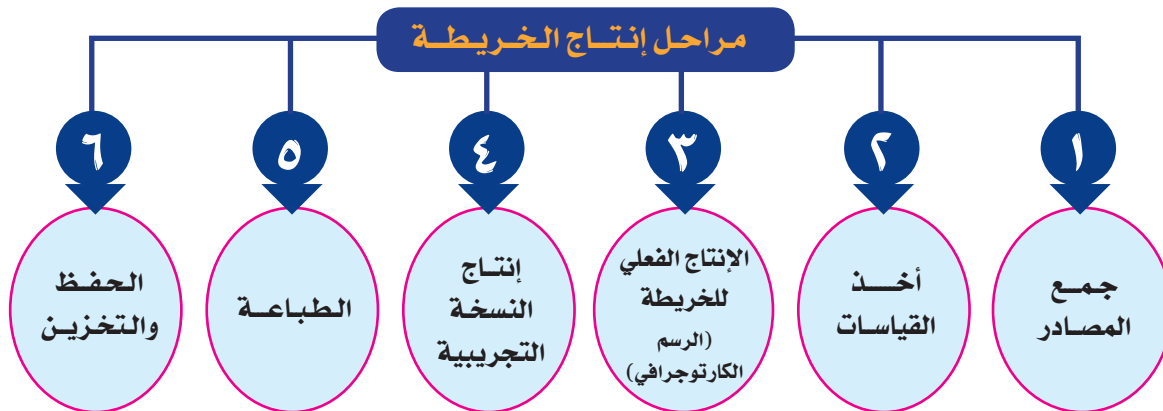 مراحل إنتاج الخريطة
١
جمع
المصادر
٢
أخذ
القياسات
٣
الإنتاج الفعلي
للخريطة
(الرسم
الكارتوجرافي)
٤
إنتاج
النسخة
التجريبية
٥
الطباعة
٦
الحفظ
والتخزين